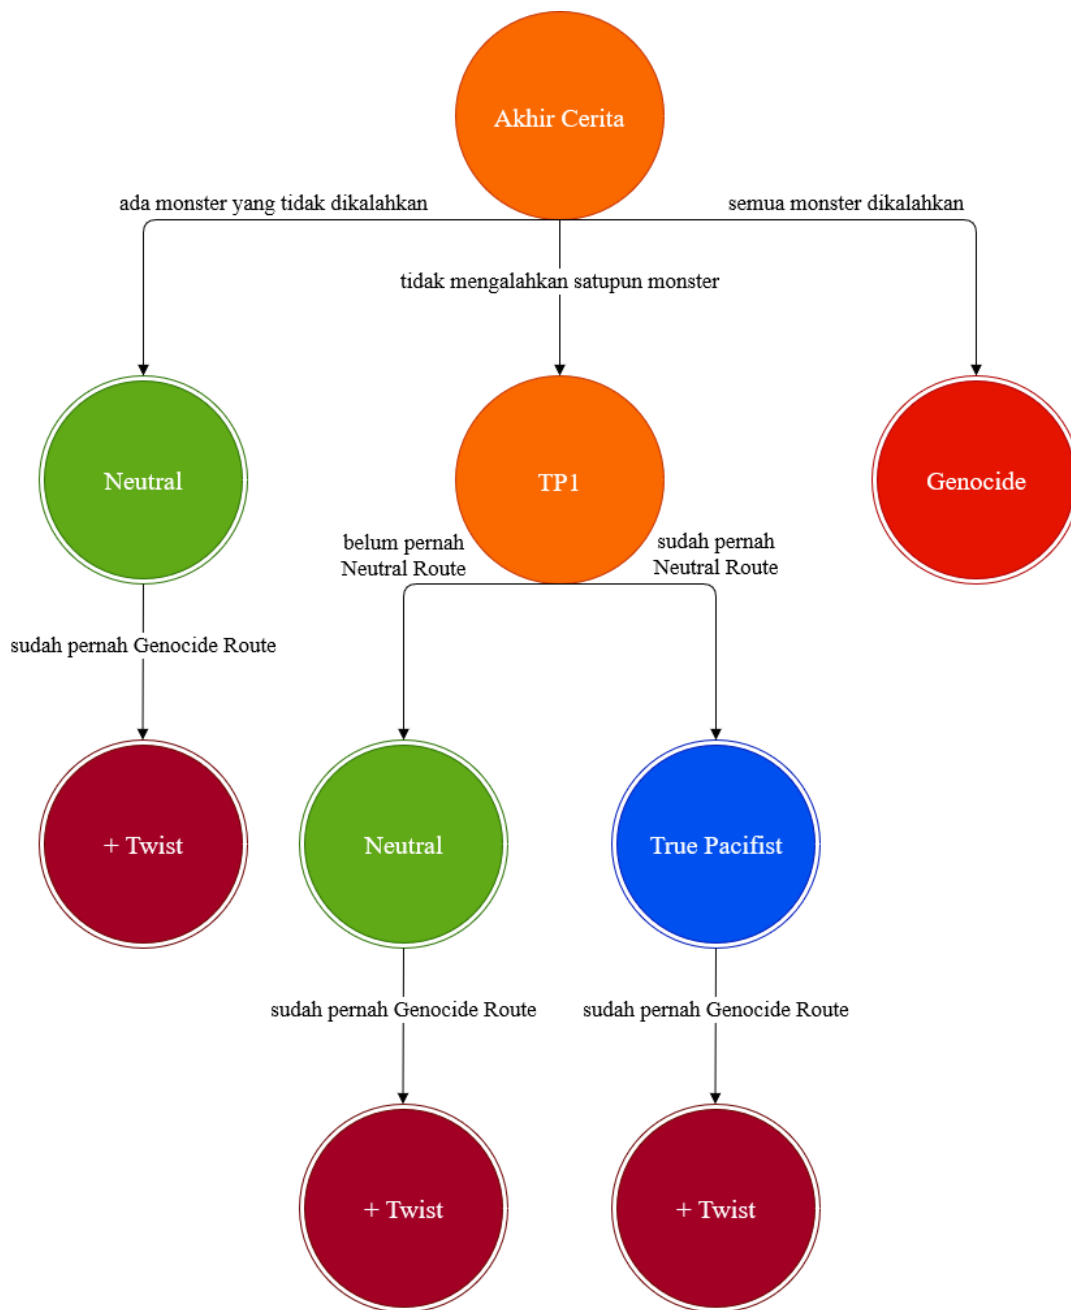 Akhir Cerita
ada monster yang tidak dikalahkan
semua monster dikalahkan
tidak mengalahkan satupun monster
Neutral
TP1
Genocide
belum pernah
Neutral Route
sudah pernah
Neutral Route
sudah pernah Genocide Route
+ Twist
Neutral
True Pacifist
sudah pernah Genocide Route
sudah pernah Genocide Route
+ Twist
+ Twist